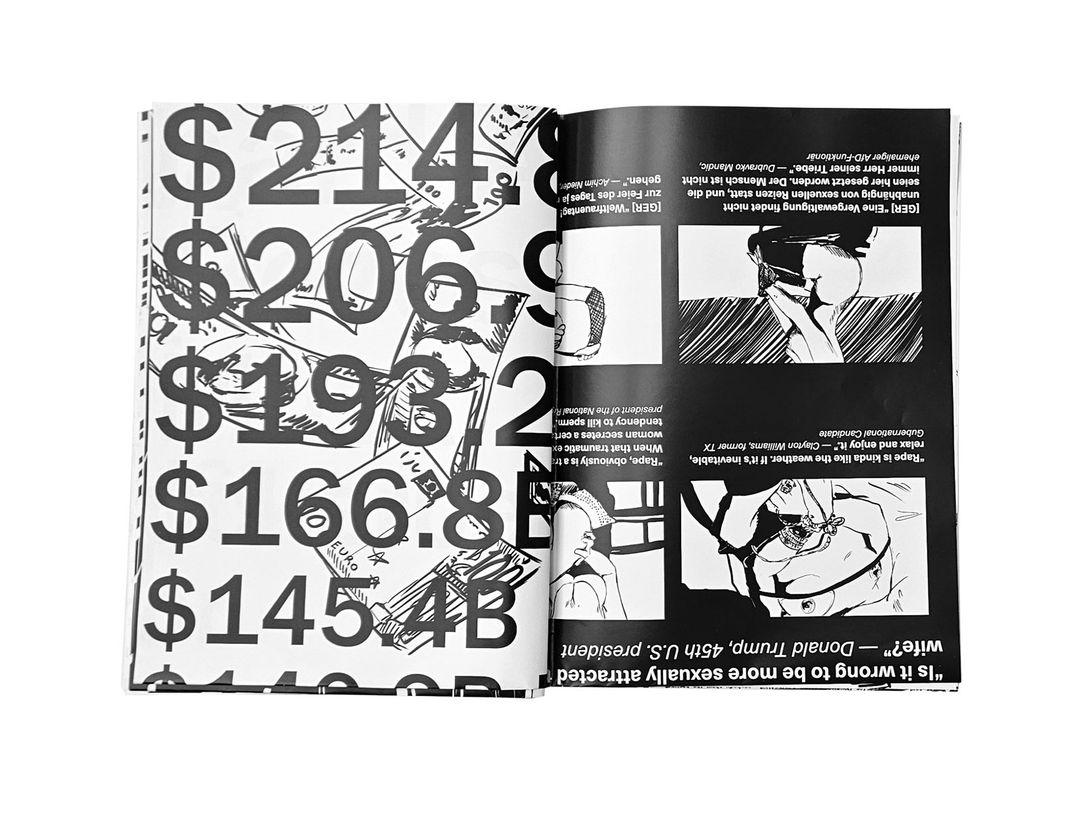 $214.
$206.9
$193.2
$166.8B
$145.4B
100
100
EURO
“Is it wrong to be more sexually attracted
wife?” — Donald Trump, 45th U.S. president
“Rape is kinda like the weather. If it’s inevitable,
relax and enjoy it.” — Clayton Williams, former TX
Gubernational Candidate
“Rape, obviously is a
When that traumatic
woman secretes a
tendency to kill sperm.
president of the National
[GER] “Eine Vergewaltigung findet nicht
unabhängig von sexuellen Reizen statt, und die
seien hier gesetzt worden. Der Mensch ist nicht
immer Herr seiner Triebe”. — Dubravko Mandic,
ehemaliger AfD-Funktionär
[GER] “Weltfrauentag!
zur Feier des Tages ja
gehen.” — Achim